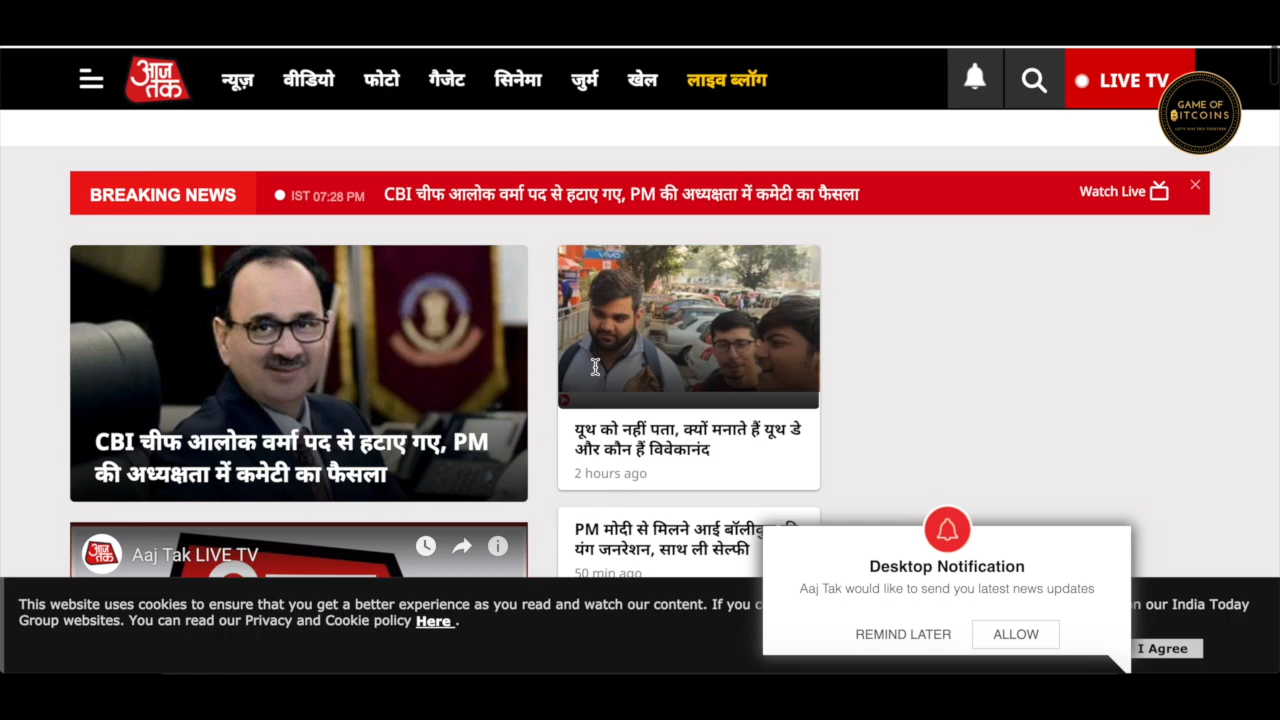 आज तक
न्यूज़ वीडियो फोटो गैजेट सिनेमा जुर्म खेल लाइव ब्लॉग
LIVE TV
GAME OF
BITCOINS
BREAKING NEWS
IST 07:28 PM
CBI चीफ आलोक वर्मा पद से हटाए गए, PM की अध्यक्षता में कमेटी का फैसला
Watch Live
CBI चीफ आलोक वर्मा पद से हटाए गए, PM
की अध्यक्षता में कमेटी का फैसला
vivo
यूथ को नहीं पता, क्यों मनाते हैं यूथ डे
और कौन हैं विवेकानंद
2 hours ago
PM मोदी से मिलने आई
यंग जनरेशन, साथ ली सेल्फी
50 min ago
आज तक
Aaj Tak LIVE TV
Desktop Notification
Aaj Tak would like to send you latest news updates
REMIND LATER
ALLOW
This website uses cookies to ensure that you get a better experience as you read and watch our content. If you on our India Today
Group websites. You can read our Privacy and Cookie policy Here .
I Agree